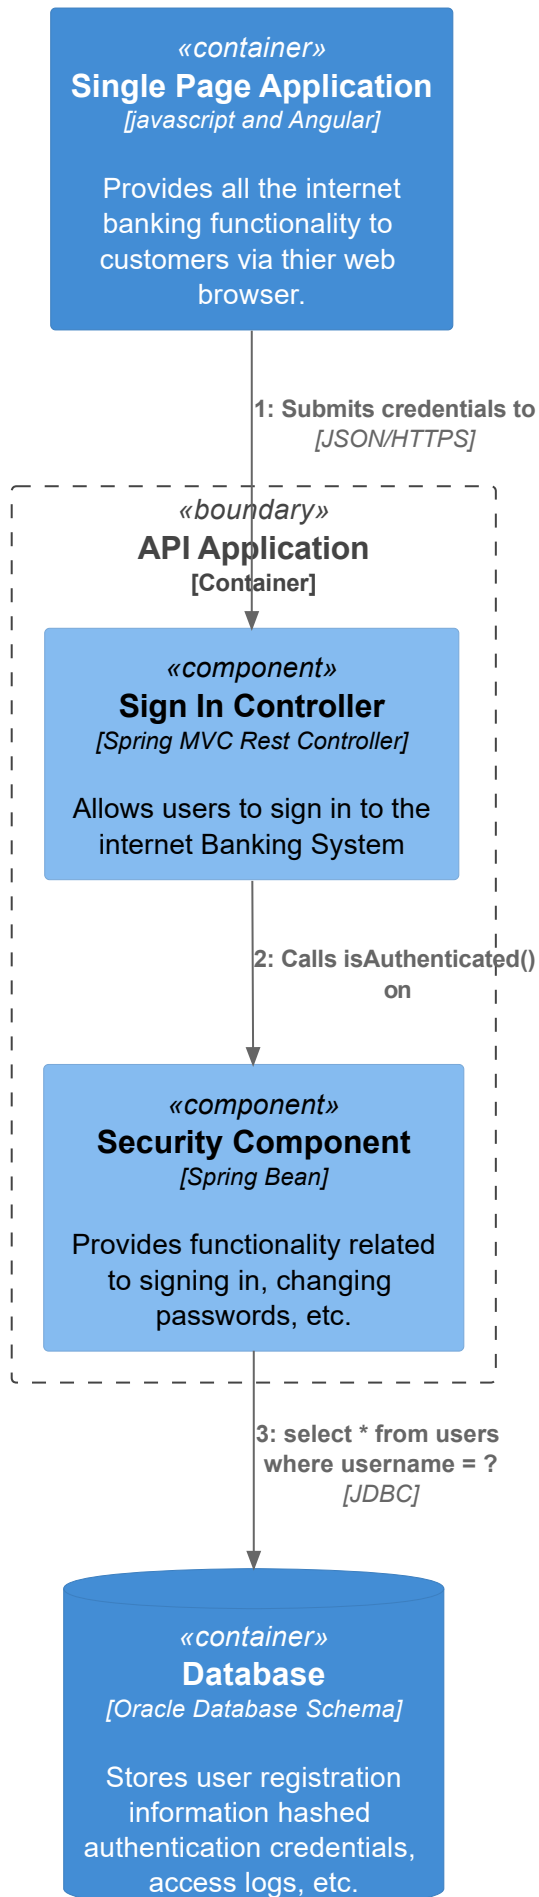 «container»
Single Page Application
[javascript and Angular]
Provides all the internet
banking functionality to
customers via thier web
browser.
1: Submits credentials to
[JSON/HTTPS]
«boundary»
API Application
[Container]
«component»
Sign In Controller
[Spring MVC Rest Controller]
Allows users to sign in to the
internet Banking System
2: Calls isAuthenticated()
on
«component»
Security Component
[Spring Bean]
Provides functionality related
to signing in, changing
passwords, etc.
3: select * from users
where username = ?
[JDBC]
«container»
Database
[Oracle Database Schema]
Stores user registration
information hashed
authentication credentials,
access logs, etc.